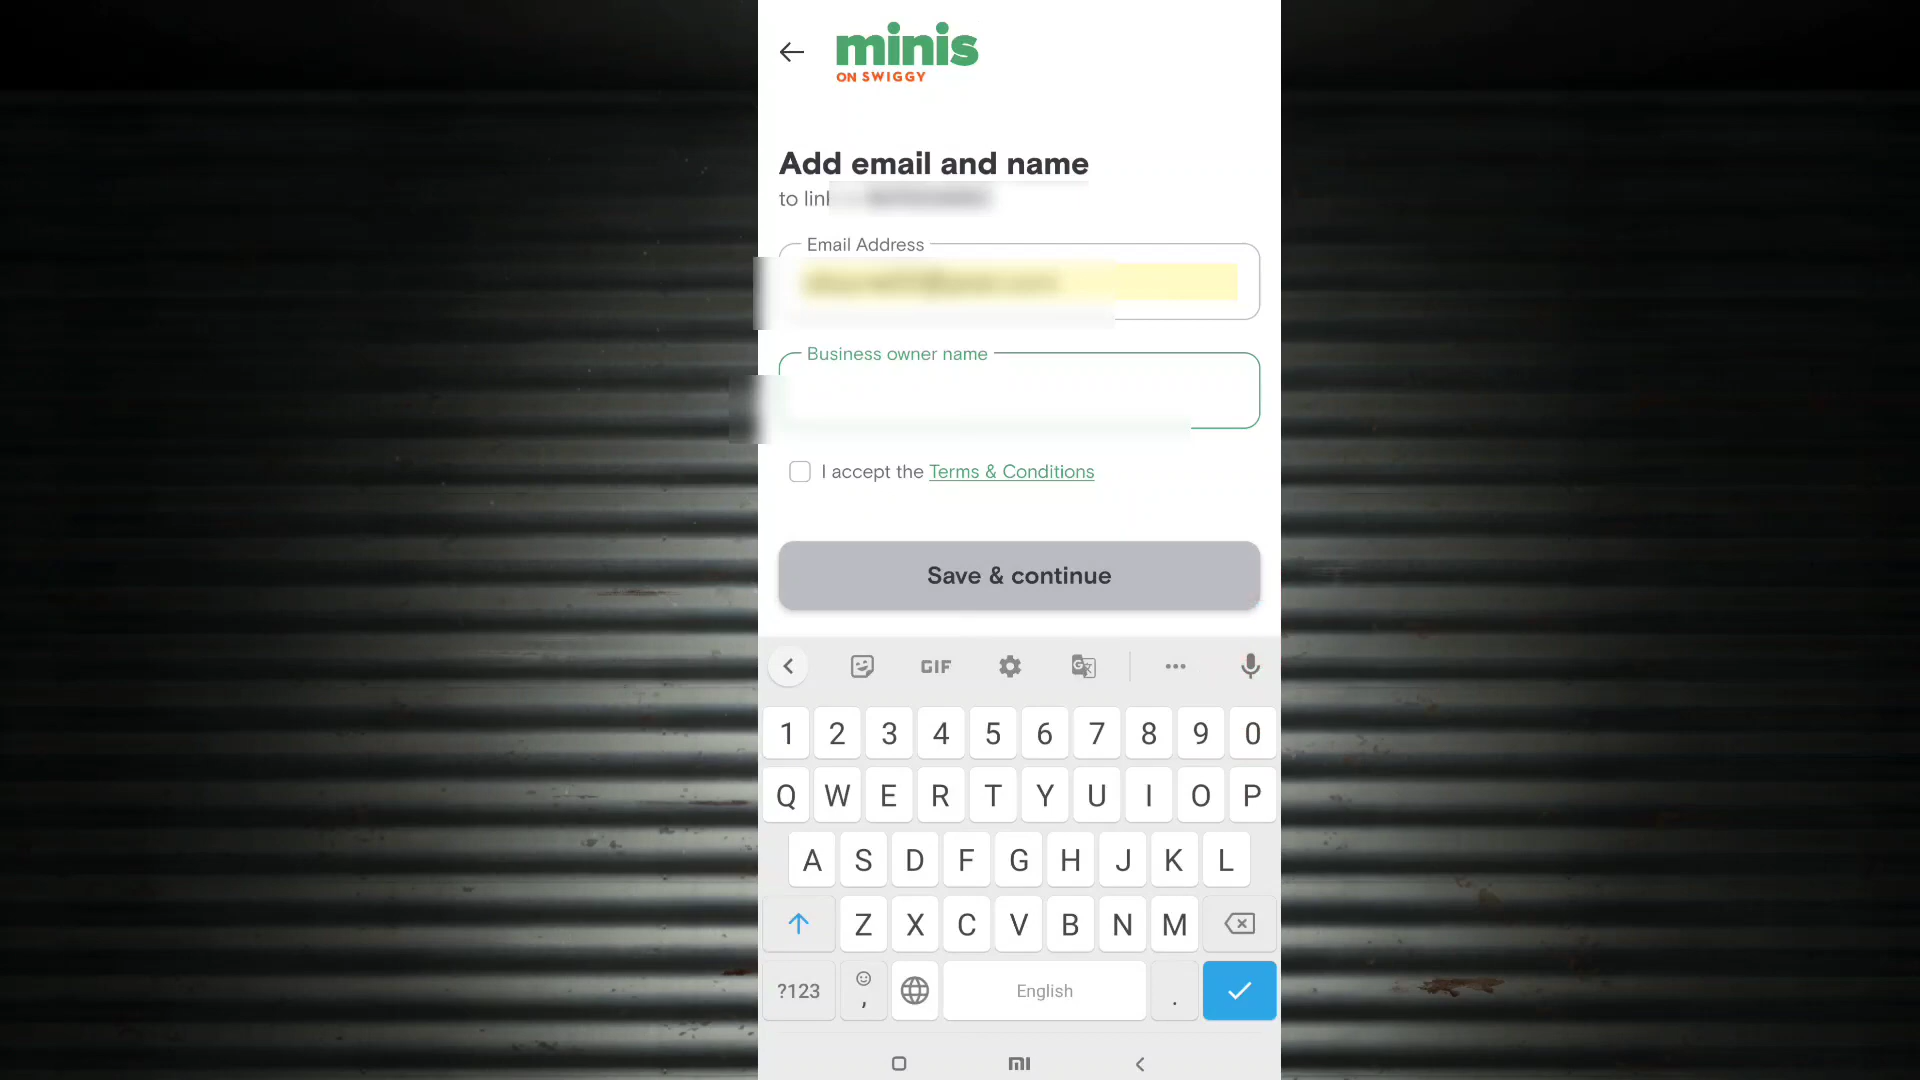 minis
ON SWIGGY
Add email and name
to link
Email Address
Business owner name
I accept the Terms & Conditions
Save & continue
GIF
1 2 3 4 5 6 7 8 9 0
Q W E R T Y U I O P
A S D F G H J K L
Z X C V B N M
?123 , English .